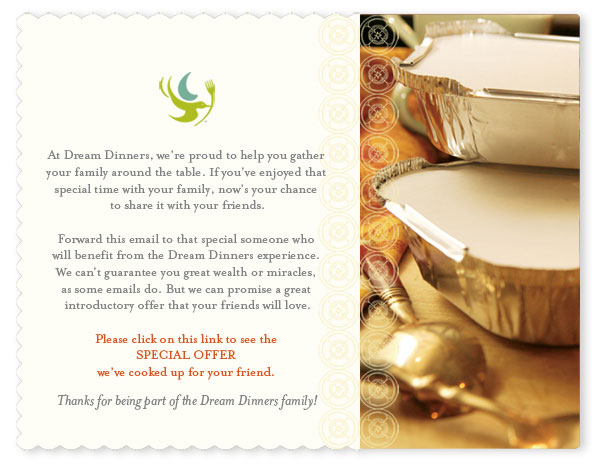 At Dream Dinners, we're proud to help you gather
your family around the table. If you've enjoyed that
special time with your family, now's your chance
to share it with your friends.
Forward this email to that special someone who
will benefit from the Dream Dinners experience.
We can't guarantee you great wealth or miracles,
as some emails do. But we can promise a great
introductory offer that your friends will love.
Please click on this link to see the
SPECIAL OFFER
we've cooked up for your friend.
Thanks for being part of the Dream Dinners family!